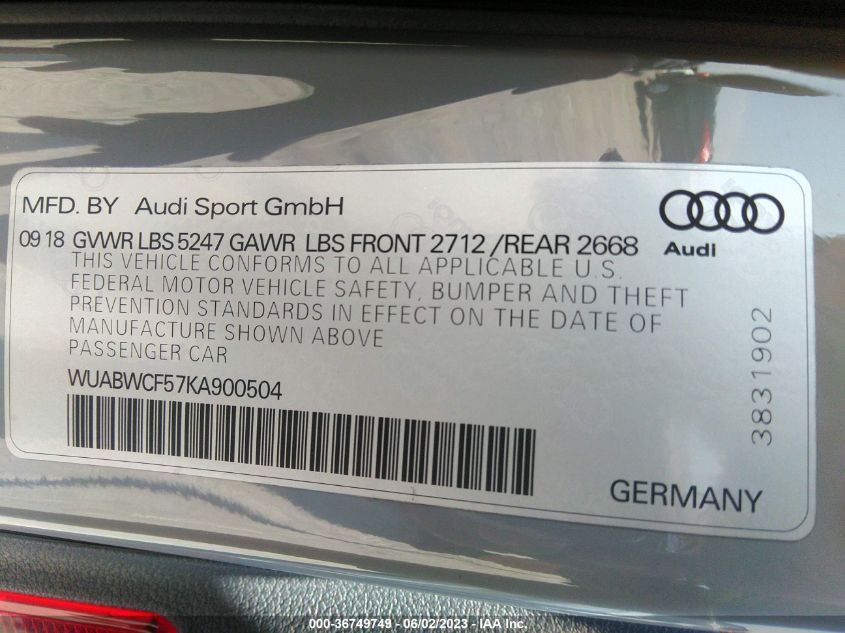 MFD. BY Audi Sport GmbH
Audi
09 18 GVWR LBS 5247 GAWR LBS FRONT 2712 /REAR 2668
THIS VEHICLE CONFORMS TO ALL APPLICABLE U.S.
FEDERAL MOTOR VEHICLE SAFETY, BUMPER AND THEFT
PREVENTION STANDARDS IN EFFECT ON THE DATE OF
MANUFACTURE SHOWN ABOVE
PASSENGER CAR
WUABWCF57KA900504
3831902
GERMANY
000-36749749 - 06/02/2023 - IAA Inc.